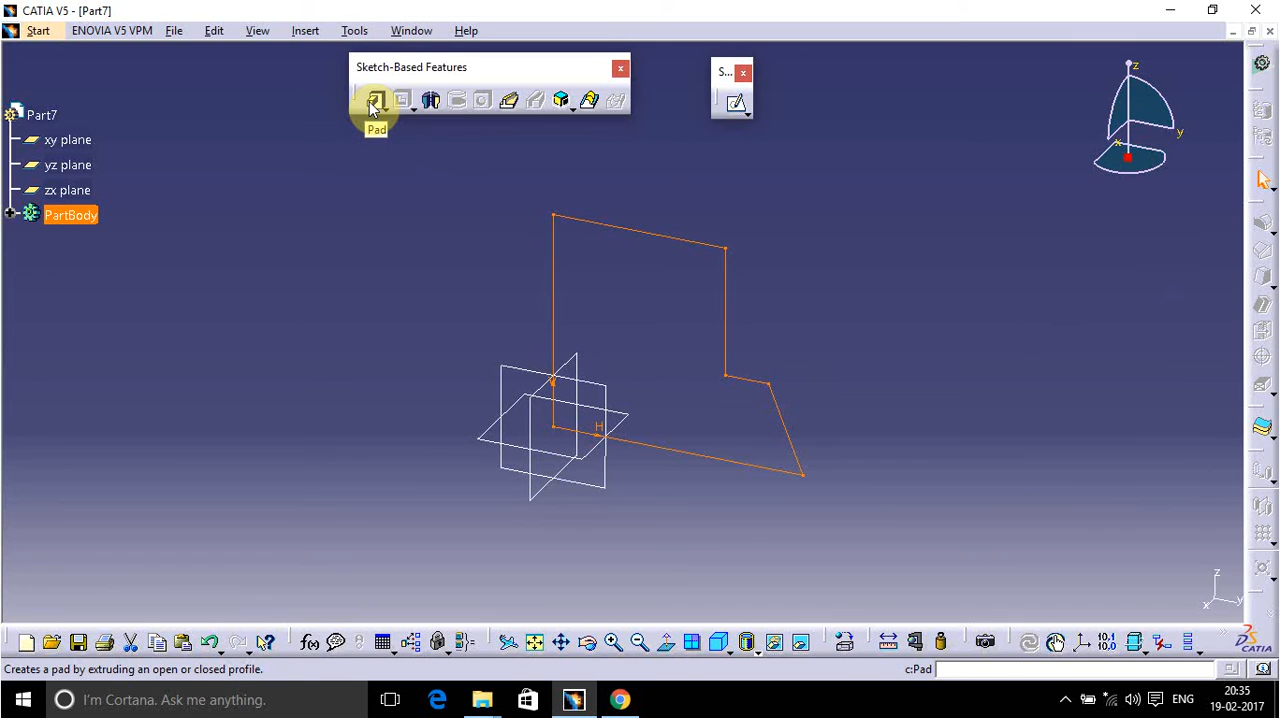 CATIA V5 - [Part7]
Start ENOVIA V5 VPM File Edit View Insert Tools Window Help
Sketch-Based Features
S...
Pad
Part7
xy plane
yz plane
zx plane
PartBody
z
y
x
H
z
x y
Creates a pad by extruding an open or closed profile.
c:Pad
CATIA
I'm Cortana. Ask me anything.
ENG
20:35
19-02-2017